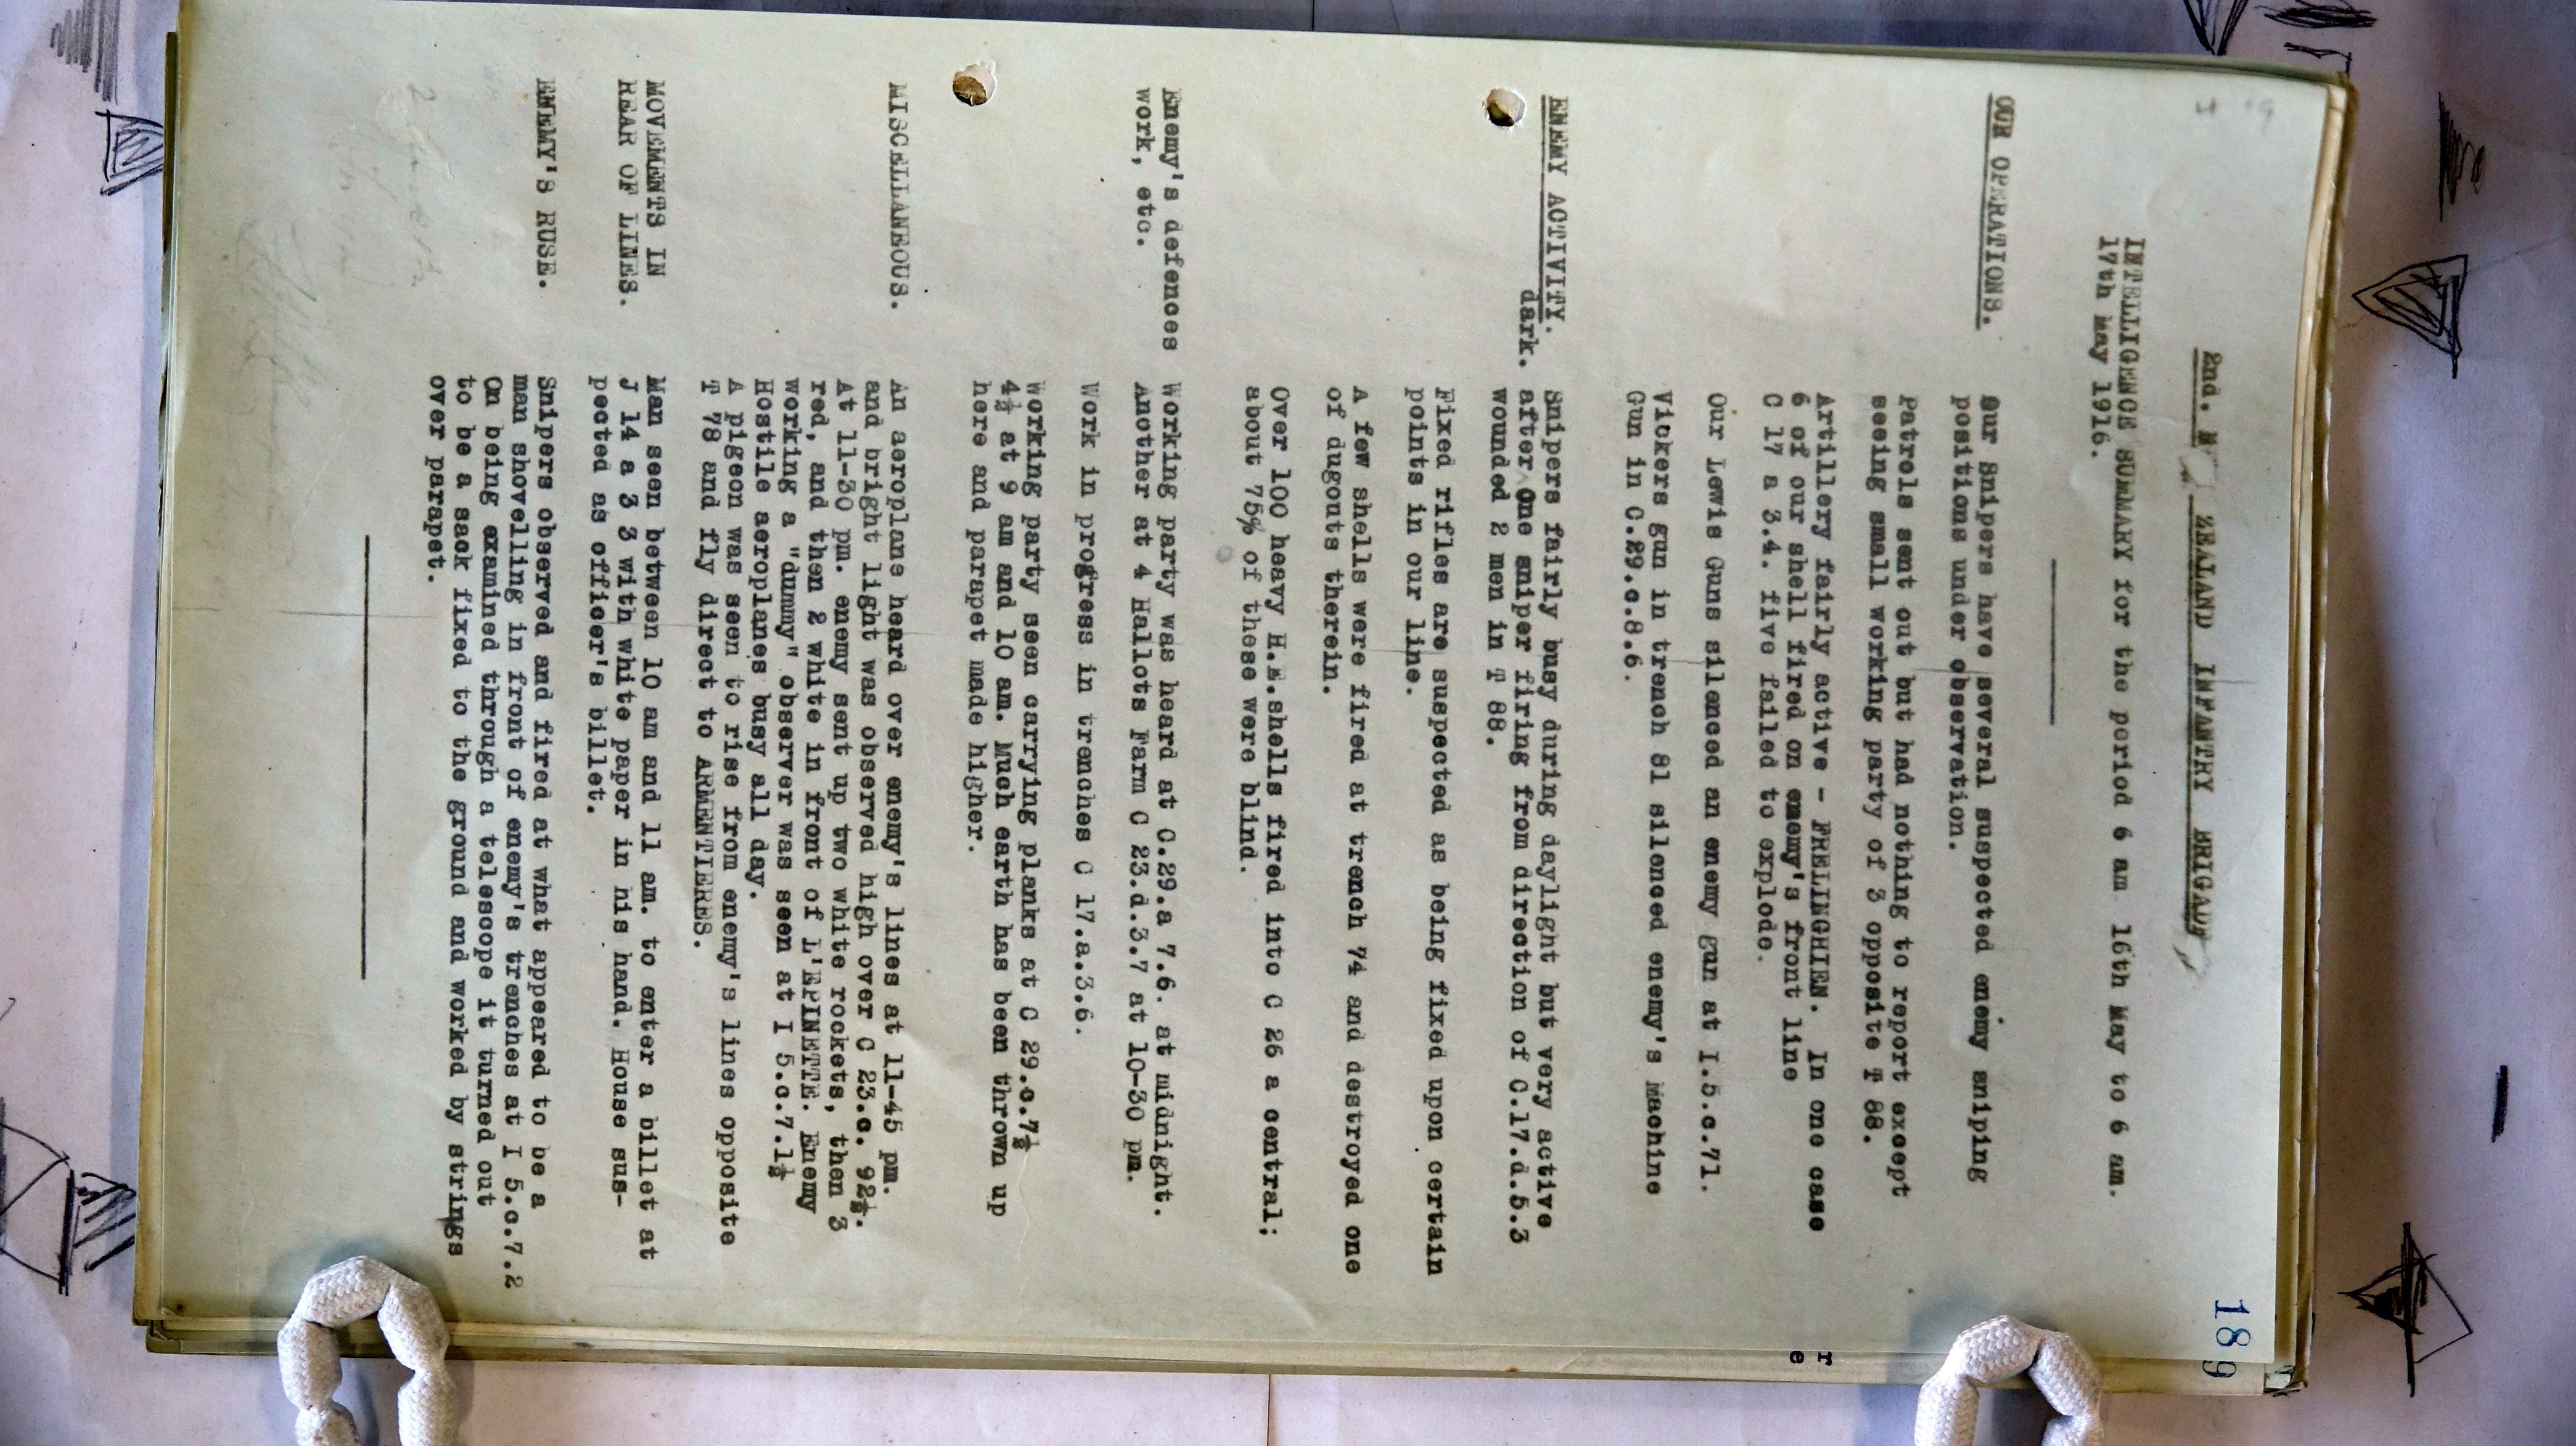 189
2nd. ZEALAND INFANTRY BRIGADE
INTELLIGENCE SUMMARY for the period 6 am 16th May to 6 am.
17th May 1916.
OUR OPERATIONS.
Our Snipers have several suspected enemy sniping
positions under observation.
Patrols sent out but had nothing to report except
seeing small working party of 3 opposite T 88.
Artillery fairly active - FRELINGHIEN. In one case
6 of our shell fired on enemy's front line
C 17 a 3.4. five failed to explode.
Our Lewis Guns silenced an enemy gun at I.5.c.71.
Vickers gun in trench 81 silenced enemy's Machine
Gun in C.29.c.8.6.
ENEMY ACTIVITY. Snipers fairly busy during daylight but very active
dark. after One sniper firing from direction of C.17.d.5.3
wounded 2 men in T 88.
Fixed rifles are suspected as being fixed upon certain
points in our line.
A few shells were fired at trench 74 and destroyed one
of dugouts therein.
Over 100 heavy H.E.shells fired into C 26 a central;
about 75% of these were blind.
Enemy's defences Working party was heard at C.29.a 7.6. at midnight.
work, etc. Another at 4 Hallots Farm C 23.d.3.7 at 10-30 pm.
Work in progress in trenches C 17.a.3.6.
Working party seen carrying planks at C 29.c.7½
4½ at 9 am and 10 am. Much earth has been thrown up
here and parapet made higher.
MISCELLANEOUS. An aeroplane heard over enemy's lines at 11-45 pm.
and bright light was observed high over C 23.c. 92½.
At 11-30 pm. enemy sent up two white rockets, then 3
red, and then 2 white in front of L'EPINETTE. Enemy
working a "dummy" observer was seen at I 5.c.7.1½
Hostile aeroplanes busy all day.
A pigeon was seen to rise from enemy's lines opposite
T 78 and fly direct to ARMENTIERES.
MOVEMENTS IN Man seen between 10 am and 11 am. to enter a billet at
REAR OF LINES. J 14 a 3 3 with white paper in his hand. House sus-
pected as officer's billet.
ENEMY'S RUSE. Snipers observed and fired at what appeared to be a
man shovelling in front of enemy's trenches at I 5.c.7.2
On being examined through a telescope it turned out
to be a sack fixed to the ground and worked by strings
over parapet.
r
e